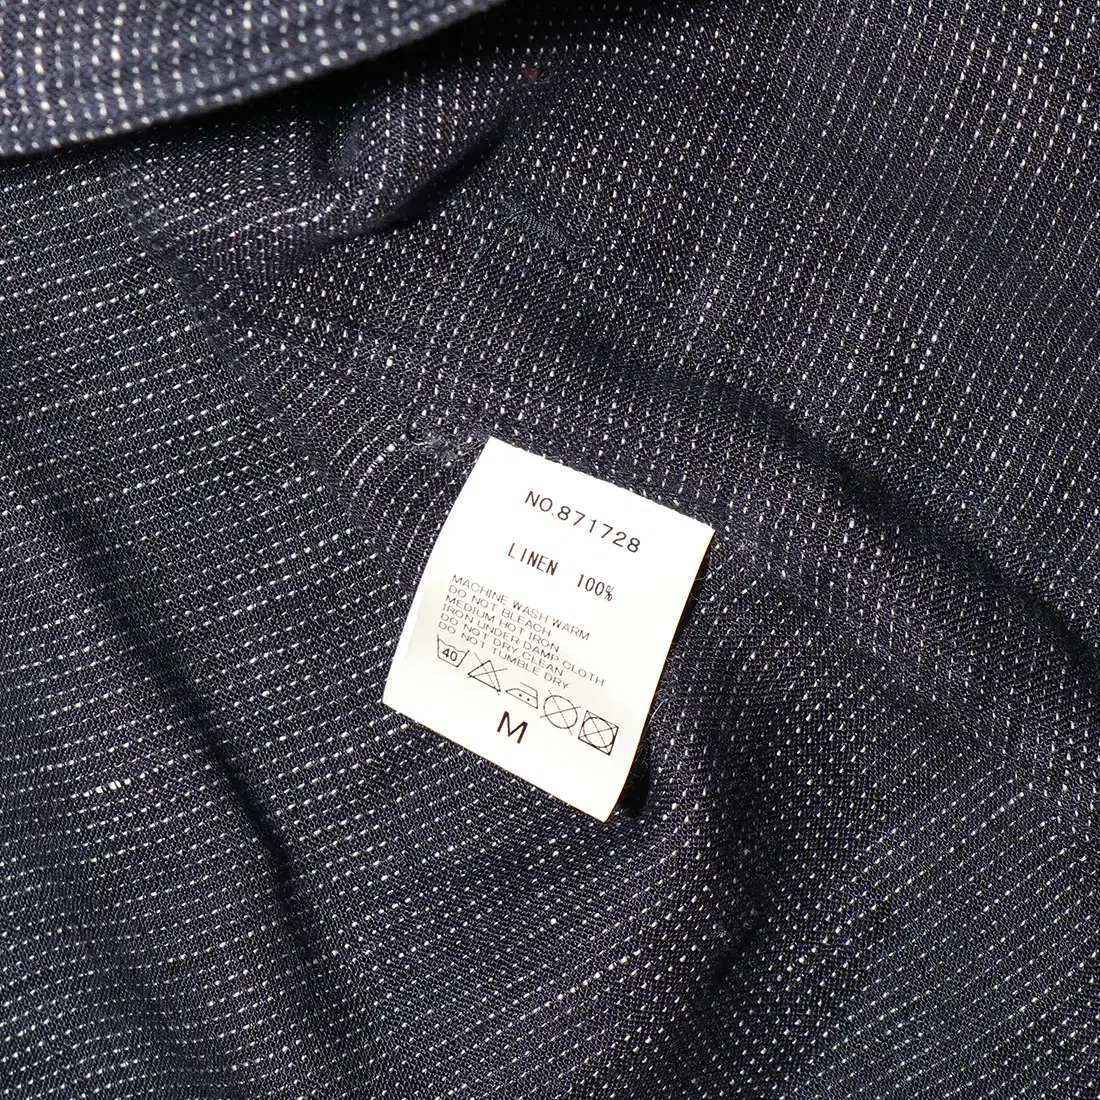 NO.871728
LINEN 100%
MACHINE WASH WARM
DO NOT BLEACH
MEDIUM HOT IRON
IRON UNDER DAMP CLOTH
DO NOT DRY CLEAN
DO NOT TUMBLE DRY
40
M